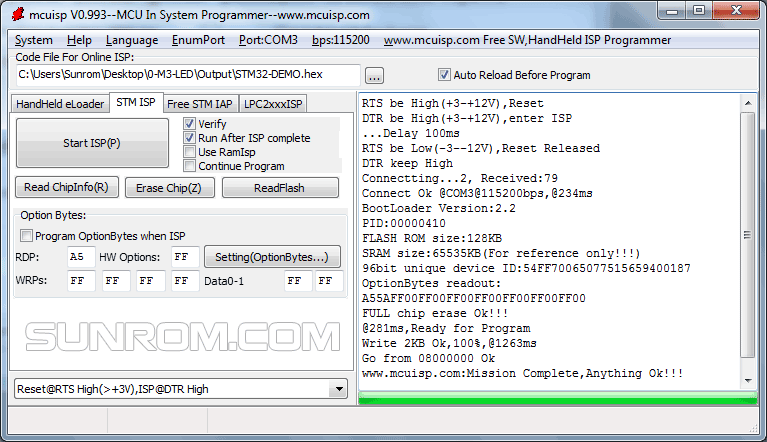 mcuisp V0.993--MCU In System Programmer--www.mcuisp.com
System Help Language EnumPort Port:COM3 bps:115200 www.mcuisp.com Free SW,HandHeld ISP Programmer
Code File For Online ISP:
C:\Users\Sunrom\Desktop\0-M3-LED\Output\STM32-DEMO.hex ... Auto Reload Before Program
HandHeld eLoader STM ISP Free STM IAP LPC2xxxISP
Start ISP(P)
Verify
Run After ISP complete
Use RamIsp
Continue Program
Read ChipInfo(R) Erase Chip(Z) ReadFlash
Option Bytes:
Program OptionBytes when ISP
RDP: A5 HW Options: FF Setting(OptionBytes...)
WRPs: FF FF FF FF Data0-1 FF FF
SUNROM.COM
Reset@RTS High(>+3V),ISP@DTR High
RTS be High(+3-+12V),Reset
DTR be High(+3-+12V),enter ISP
...Delay 100ms
RTS be Low(-3--12V),Reset Released
DTR keep High
Connectting...2, Received:79
Connect Ok @COM3@115200bps,@234ms
BootLoader Version:2.2
PID:00000410
FLASH ROM size:128KB
SRAM size:65535KB(For reference only!!!)
96bit unique device ID:54FF70065077515659400187
OptionBytes readout:
A55AFF00FF00FF00FF00FF00FF00FF00
FULL chip erase Ok!!!
@281ms,Ready for Program
Write 2KB Ok,100%,@1263ms
Go from 08000000 Ok
www.mcuisp.com:Mission Complete,Anything Ok!!!